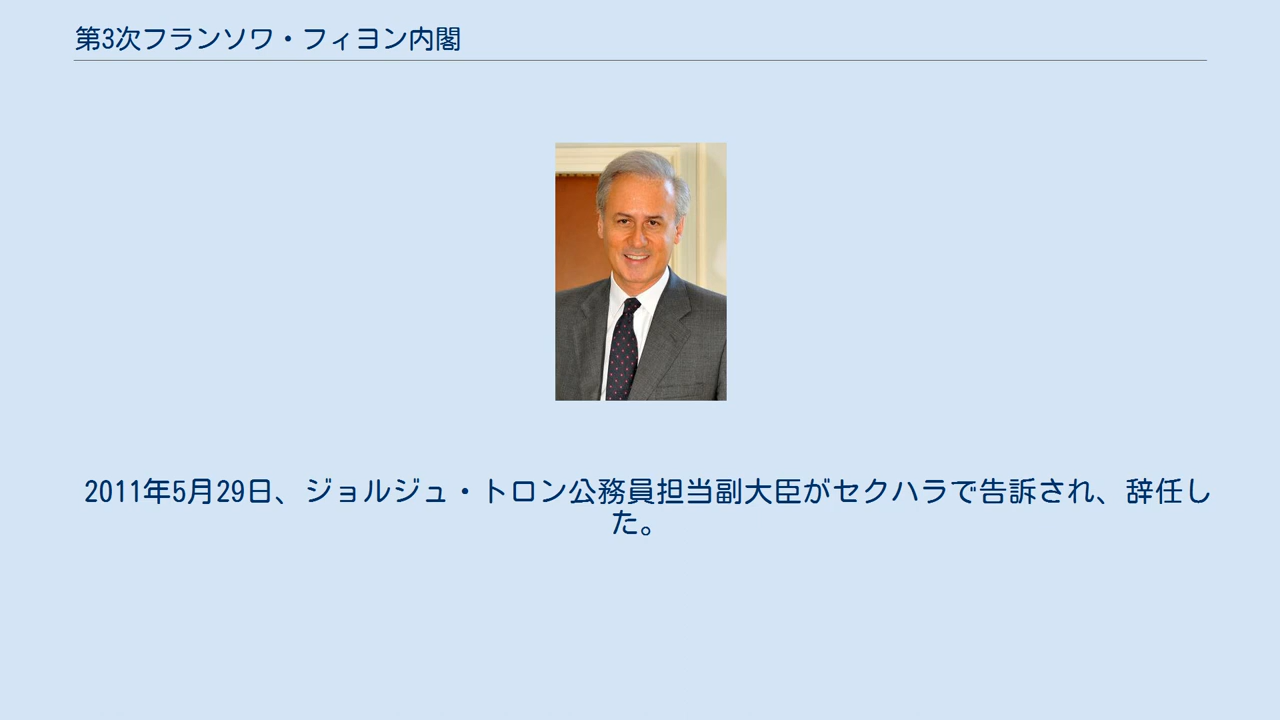 第3次フランソワ・フィヨン内閣
2011年5月29日、ジョルジュ・トロン公務員担当副大臣がセクハラで告訴され、辞任し
た。